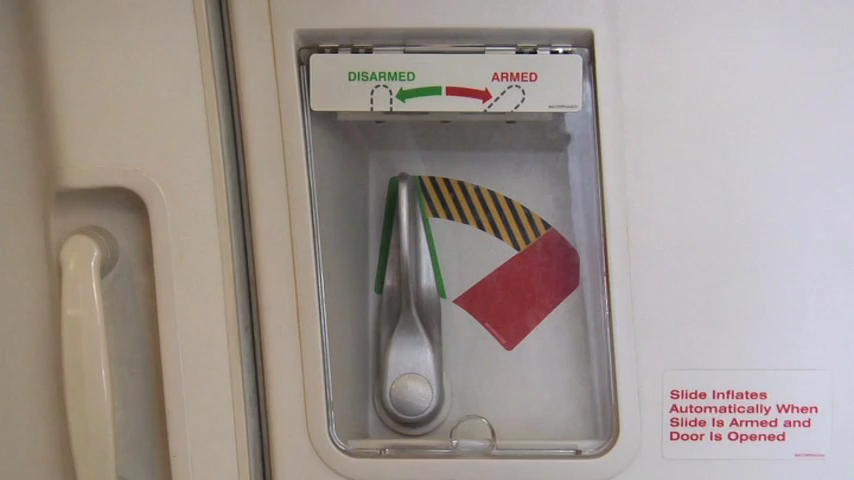 DISARMED ARMED
Slide Inflates
Automatically When
Slide Is Armed and
Door Is Opened